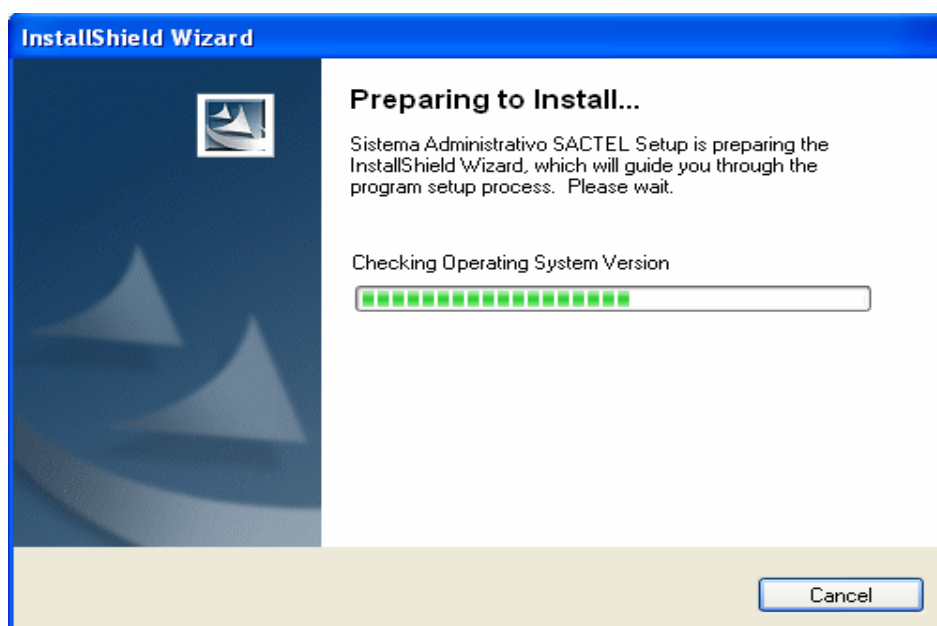 InstallShield Wizard
Preparing to Install...
Sistema Administrativo SACTEL Setup is preparing the
InstallShield Wizard, which will guide you through the
program setup process.  Please wait.
Checking Operating System Version
Cancel